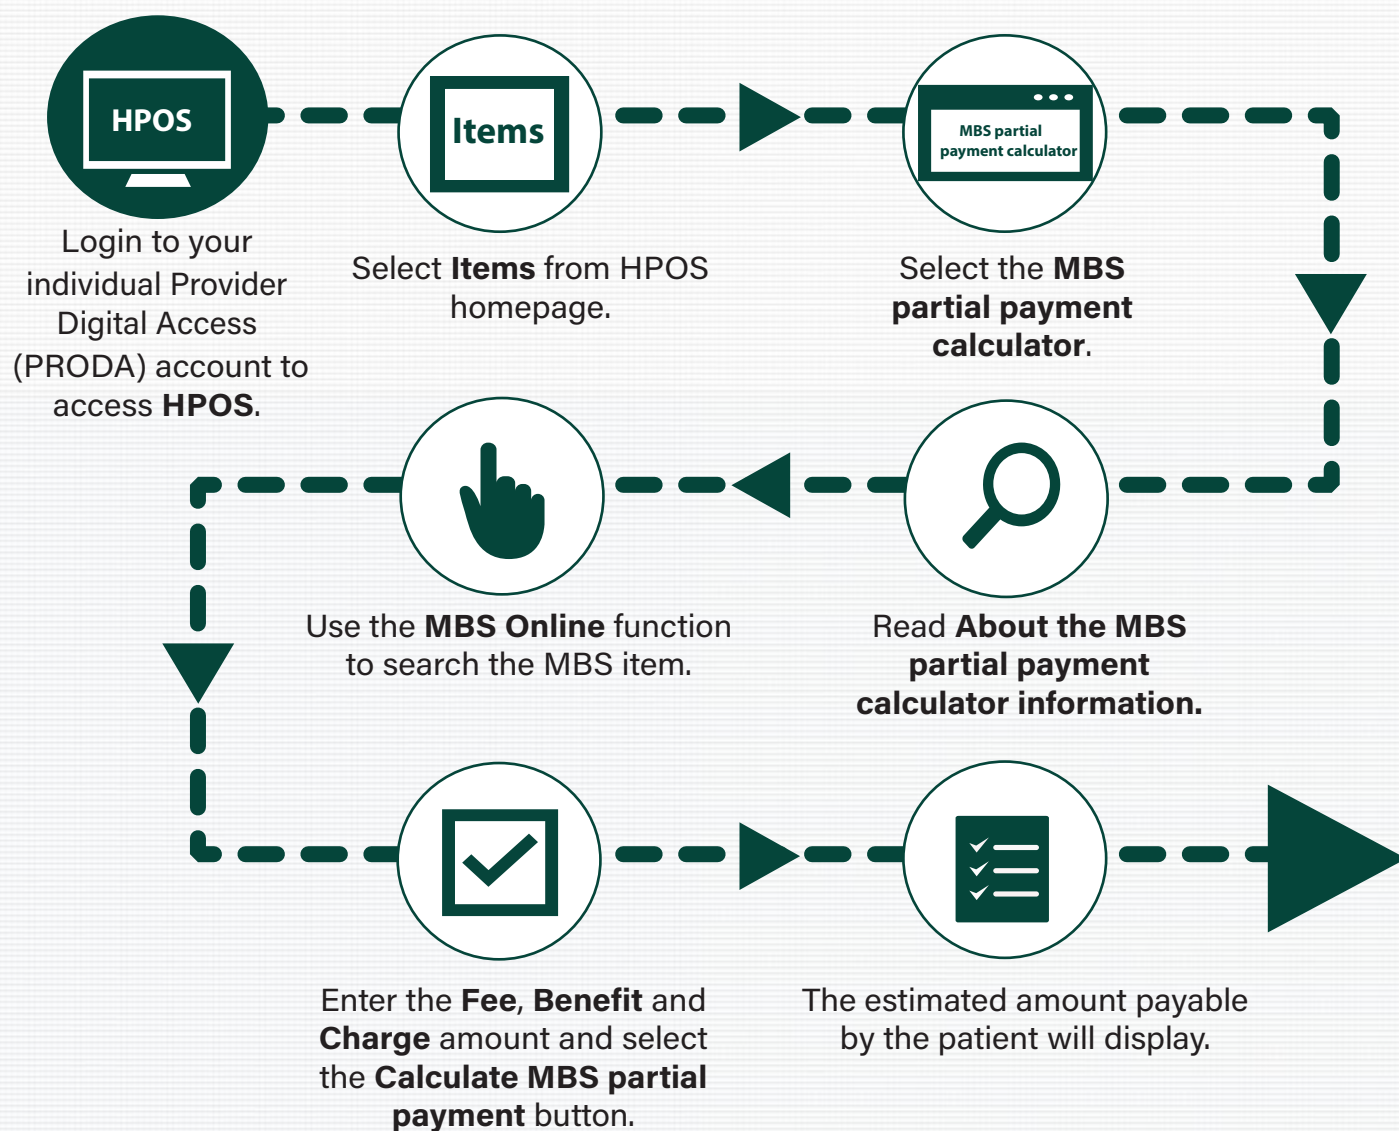 HPOS
Login to your
individual Provider
Digital Access
(PRODA) account to
access HPOS.
Items
Select Items from HPOS
homepage.
MBS partial
payment calculator
Select the MBS
partial payment
calculator.
Read About the MBS
partial payment
calculator information.
Use the MBS Online function
to search the MBS item.
Enter the Fee, Benefit and
Charge amount and select
the Calculate MBS partial
payment button.
The estimated amount payable
by the patient will display.